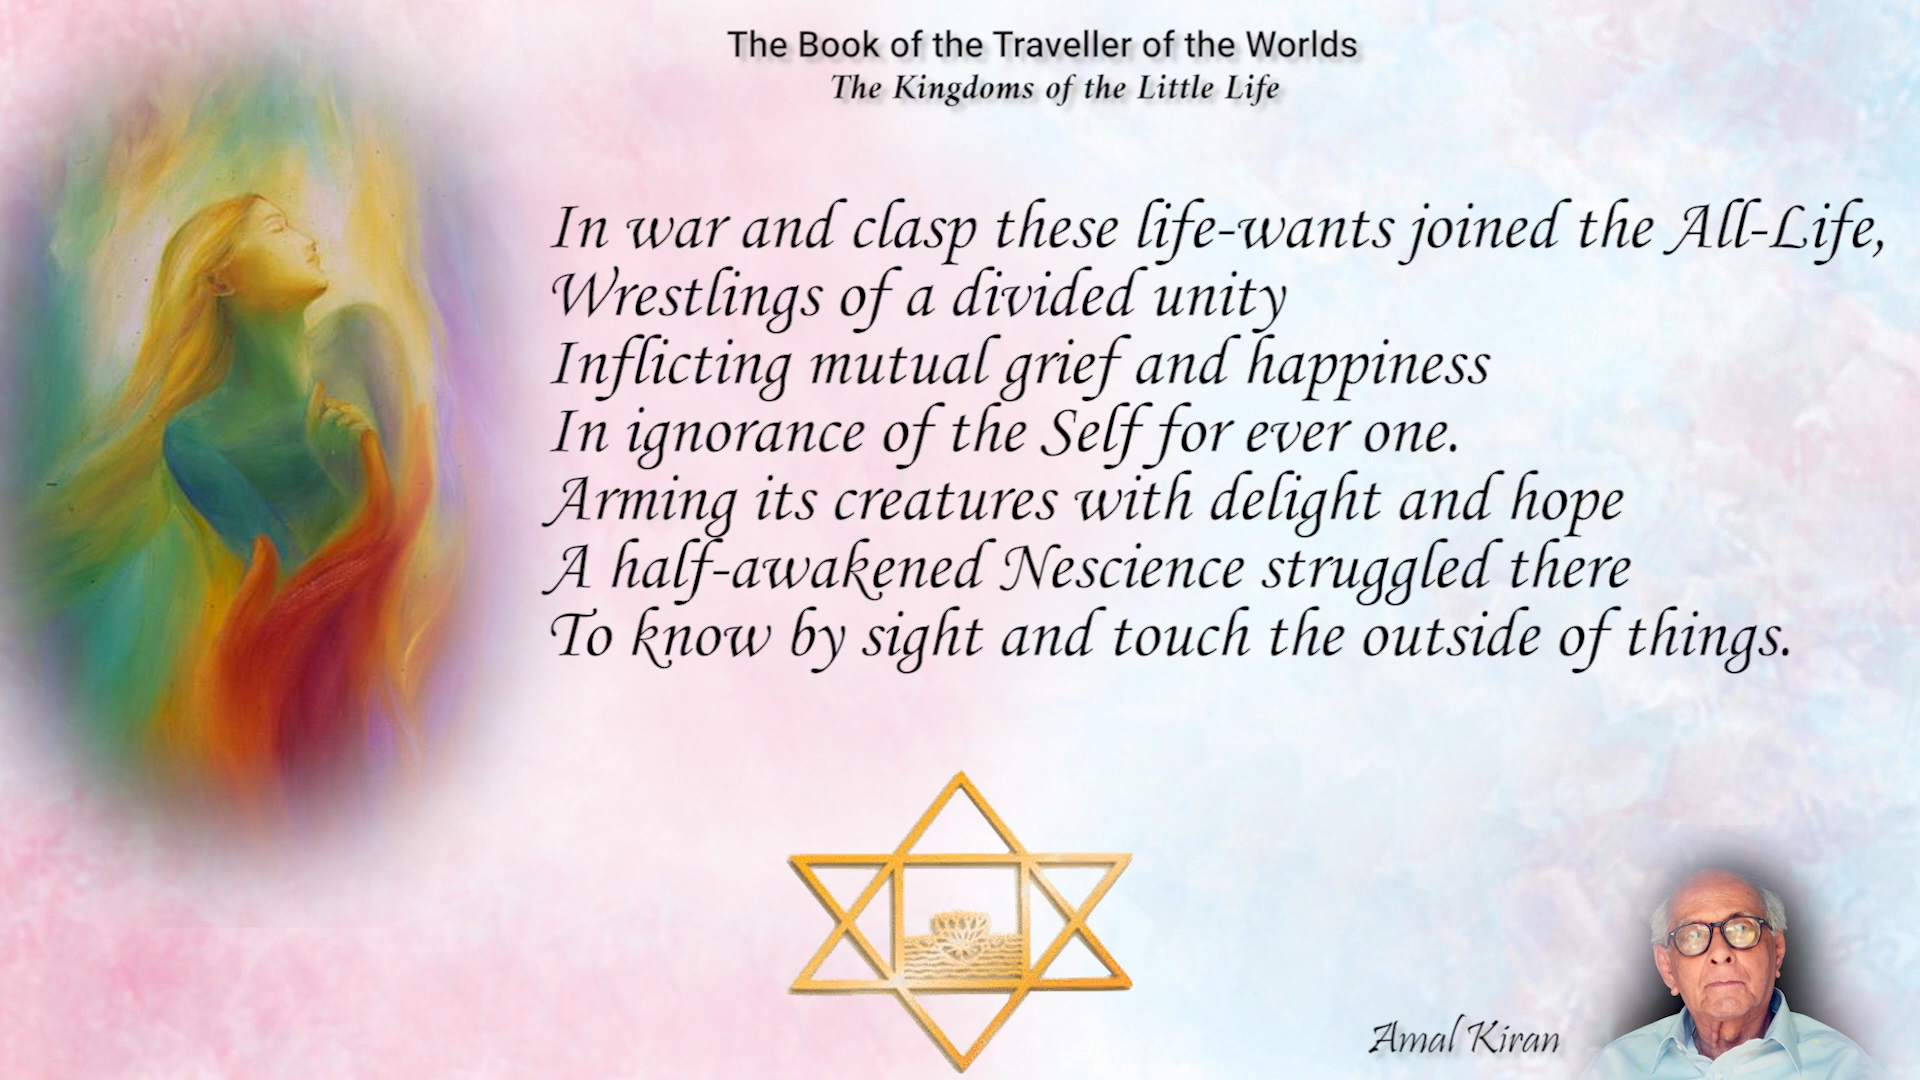 The Book of the Traveller of the Worlds
The Kingdoms of the Little Life
In war and clasp these life-wants joined the All-Life,
Wrestlings of a divided unity
Inflicting mutual grief and happiness
In ignorance of the Self for ever one.
Arming its creatures with delight and hope
A half-awakened Nescience struggled there
To know by sight and touch the outside of things.
Amal Kiran